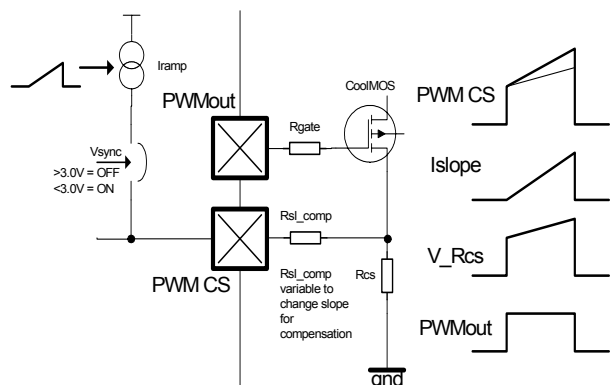 Iramp
PWMout
Vsync
>3.0V = OFF
<3.0V = ON
PWM CS
CoolMOS
Rgate
Rsl_comp
Rsl_comp
variable to
change slope
for
compensation
Rcs
gnd
PWM CS
Islope
V_Rcs
PWMout